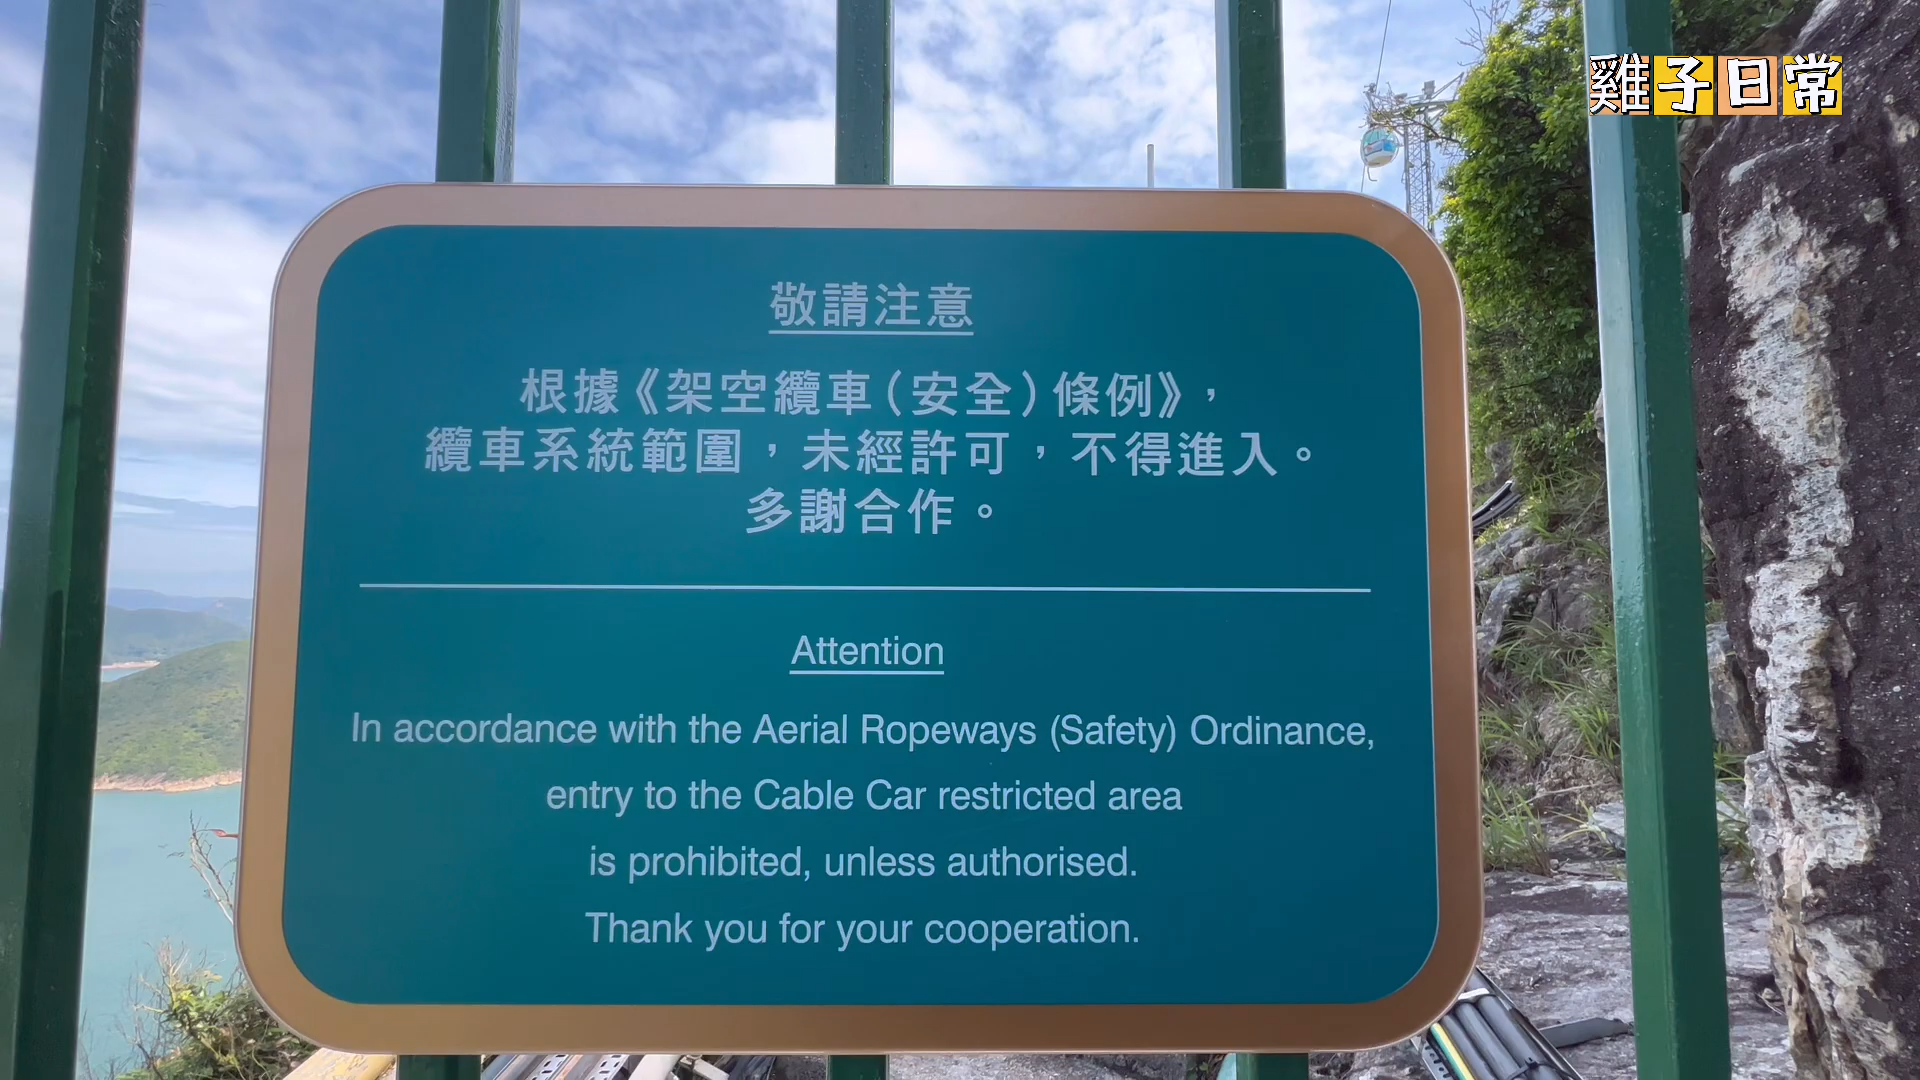 雞子日常
敬請注意
根據《架空纜車(安全)條例》，
纜車系統範圍，未經許可，不得進入。
多謝合作。
Attention
In accordance with the Aerial Ropeways (Safety) Ordinance,
entry to the Cable Car restricted area
is prohibited, unless authorised.
Thank you for your cooperation.